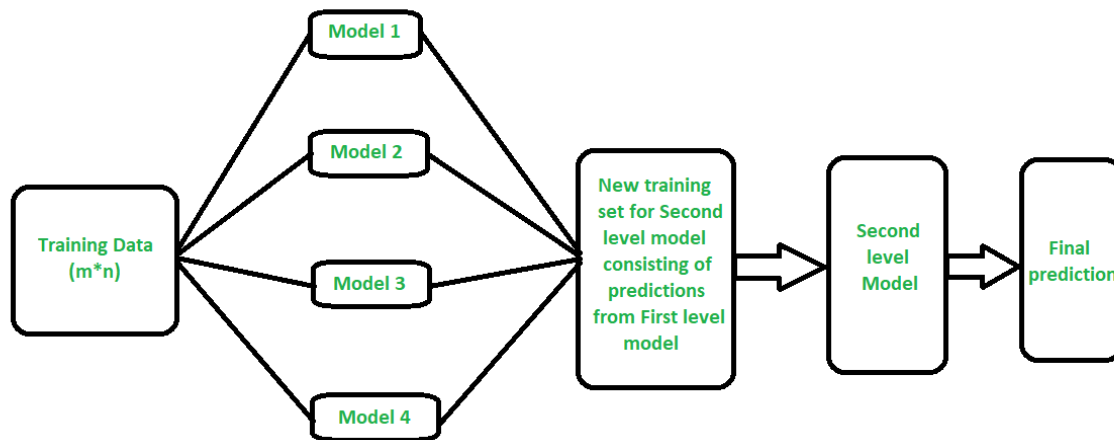 Training Data
(m*n)
Model 1
Model 2
Model 3
Model 4
New training
set for Second
level model
consisting of
predictions
from First level
model
Second
level
Model
Final
prediction